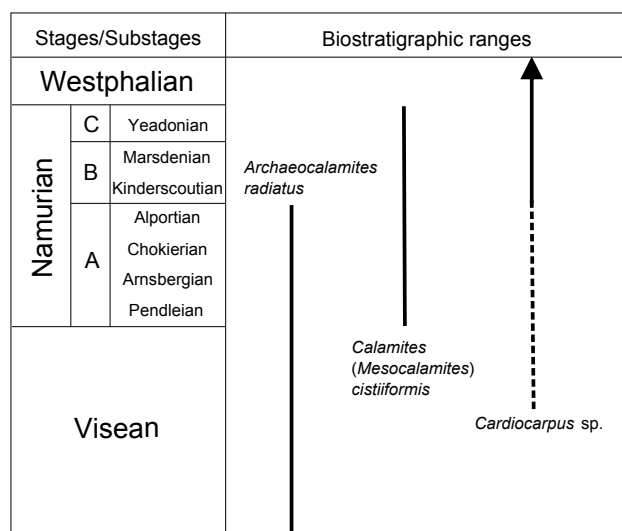 Stages/Substages
Biostratigraphic ranges
Westphalian
Namurian
C
Yeadonian
B
Marsdenian
Kinderscoutian
A
Alportian
Chokierian
Arnsbergian
Pendleian
Visean
Archaeocalamites
radiatus
Calamites
(Mesocalamites)
cistiiformis
Cardiocarpus sp.